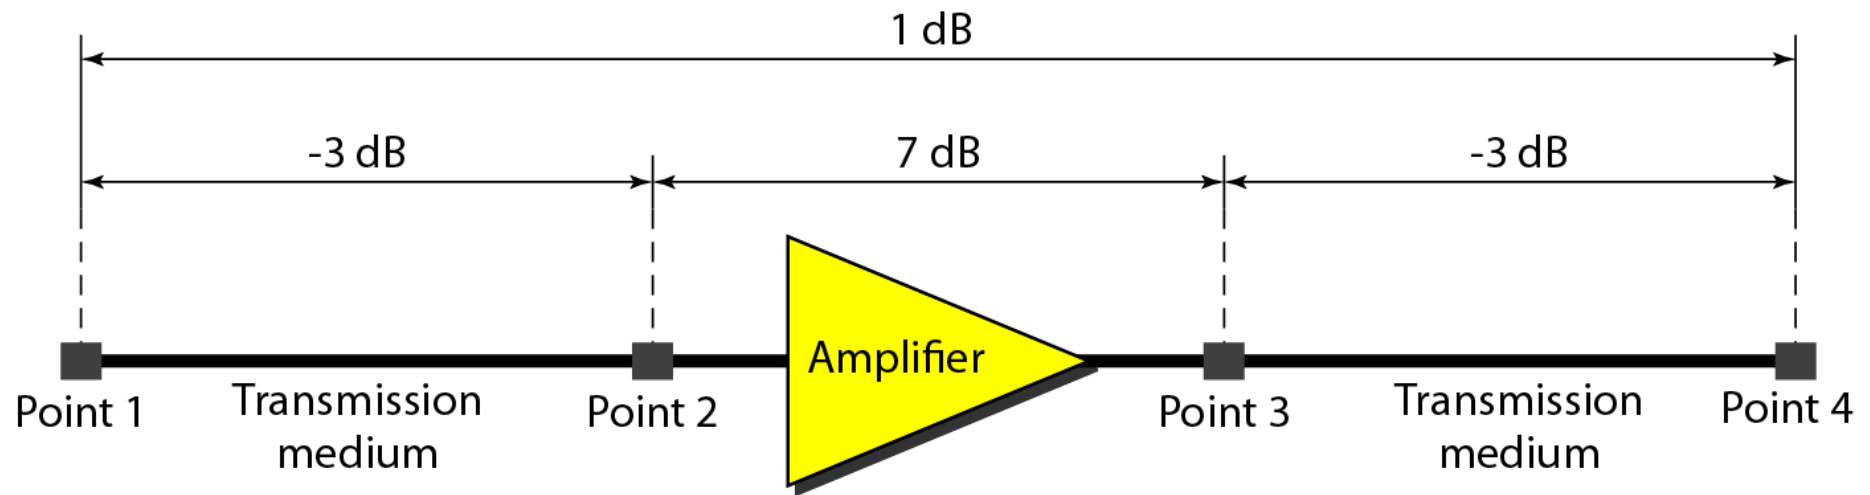 1 dB
-3 dB
7 dB
-3 dB
Amplifier
Point 1
Transmission
medium
Point 2
Point 3
Transmission
medium
Point 4